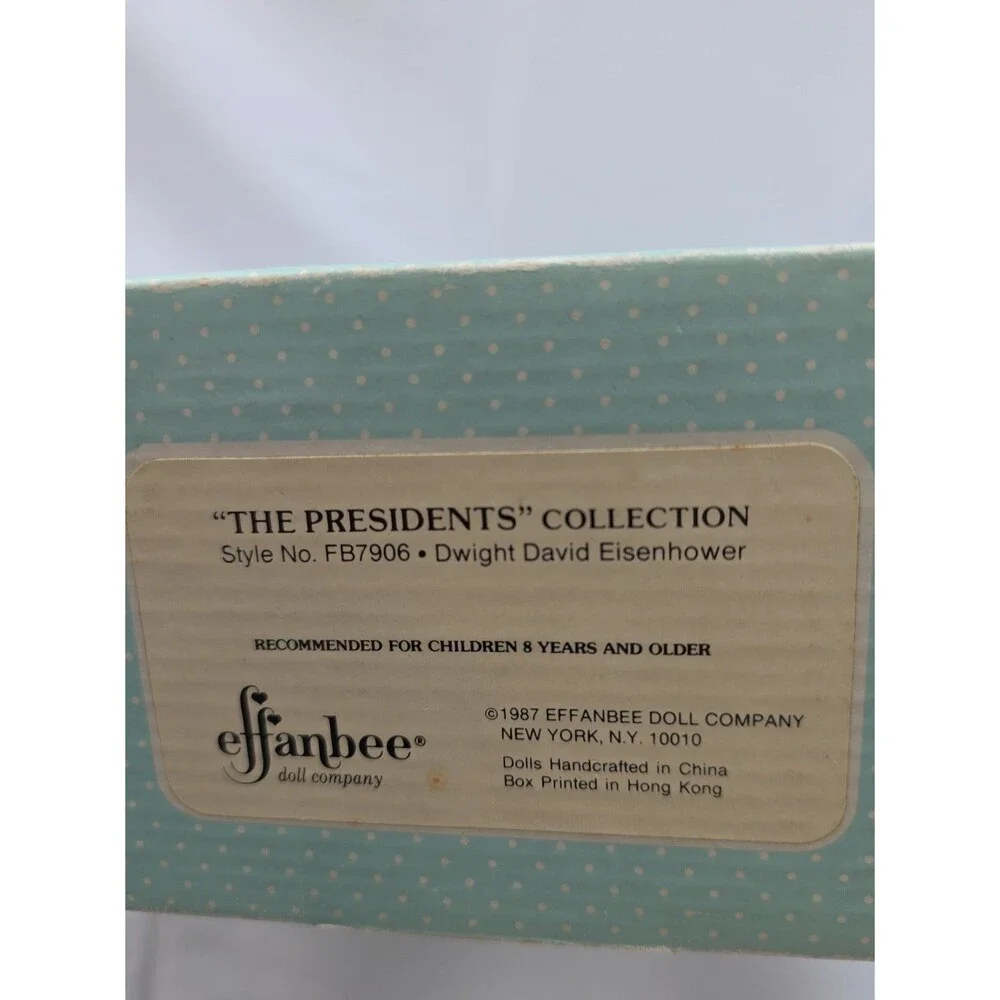 “THE PRESIDENTS” COLLECTION
Style No. FB7906 • Dwight David Eisenhower
RECOMMENDED FOR CHILDREN 8 YEARS AND OLDER
effanbee®
doll company
©1987 EFFANBEE DOLL COMPANY
NEW YORK, N.Y. 10010
Dolls Handcrafted in China
Box Printed in Hong Kong